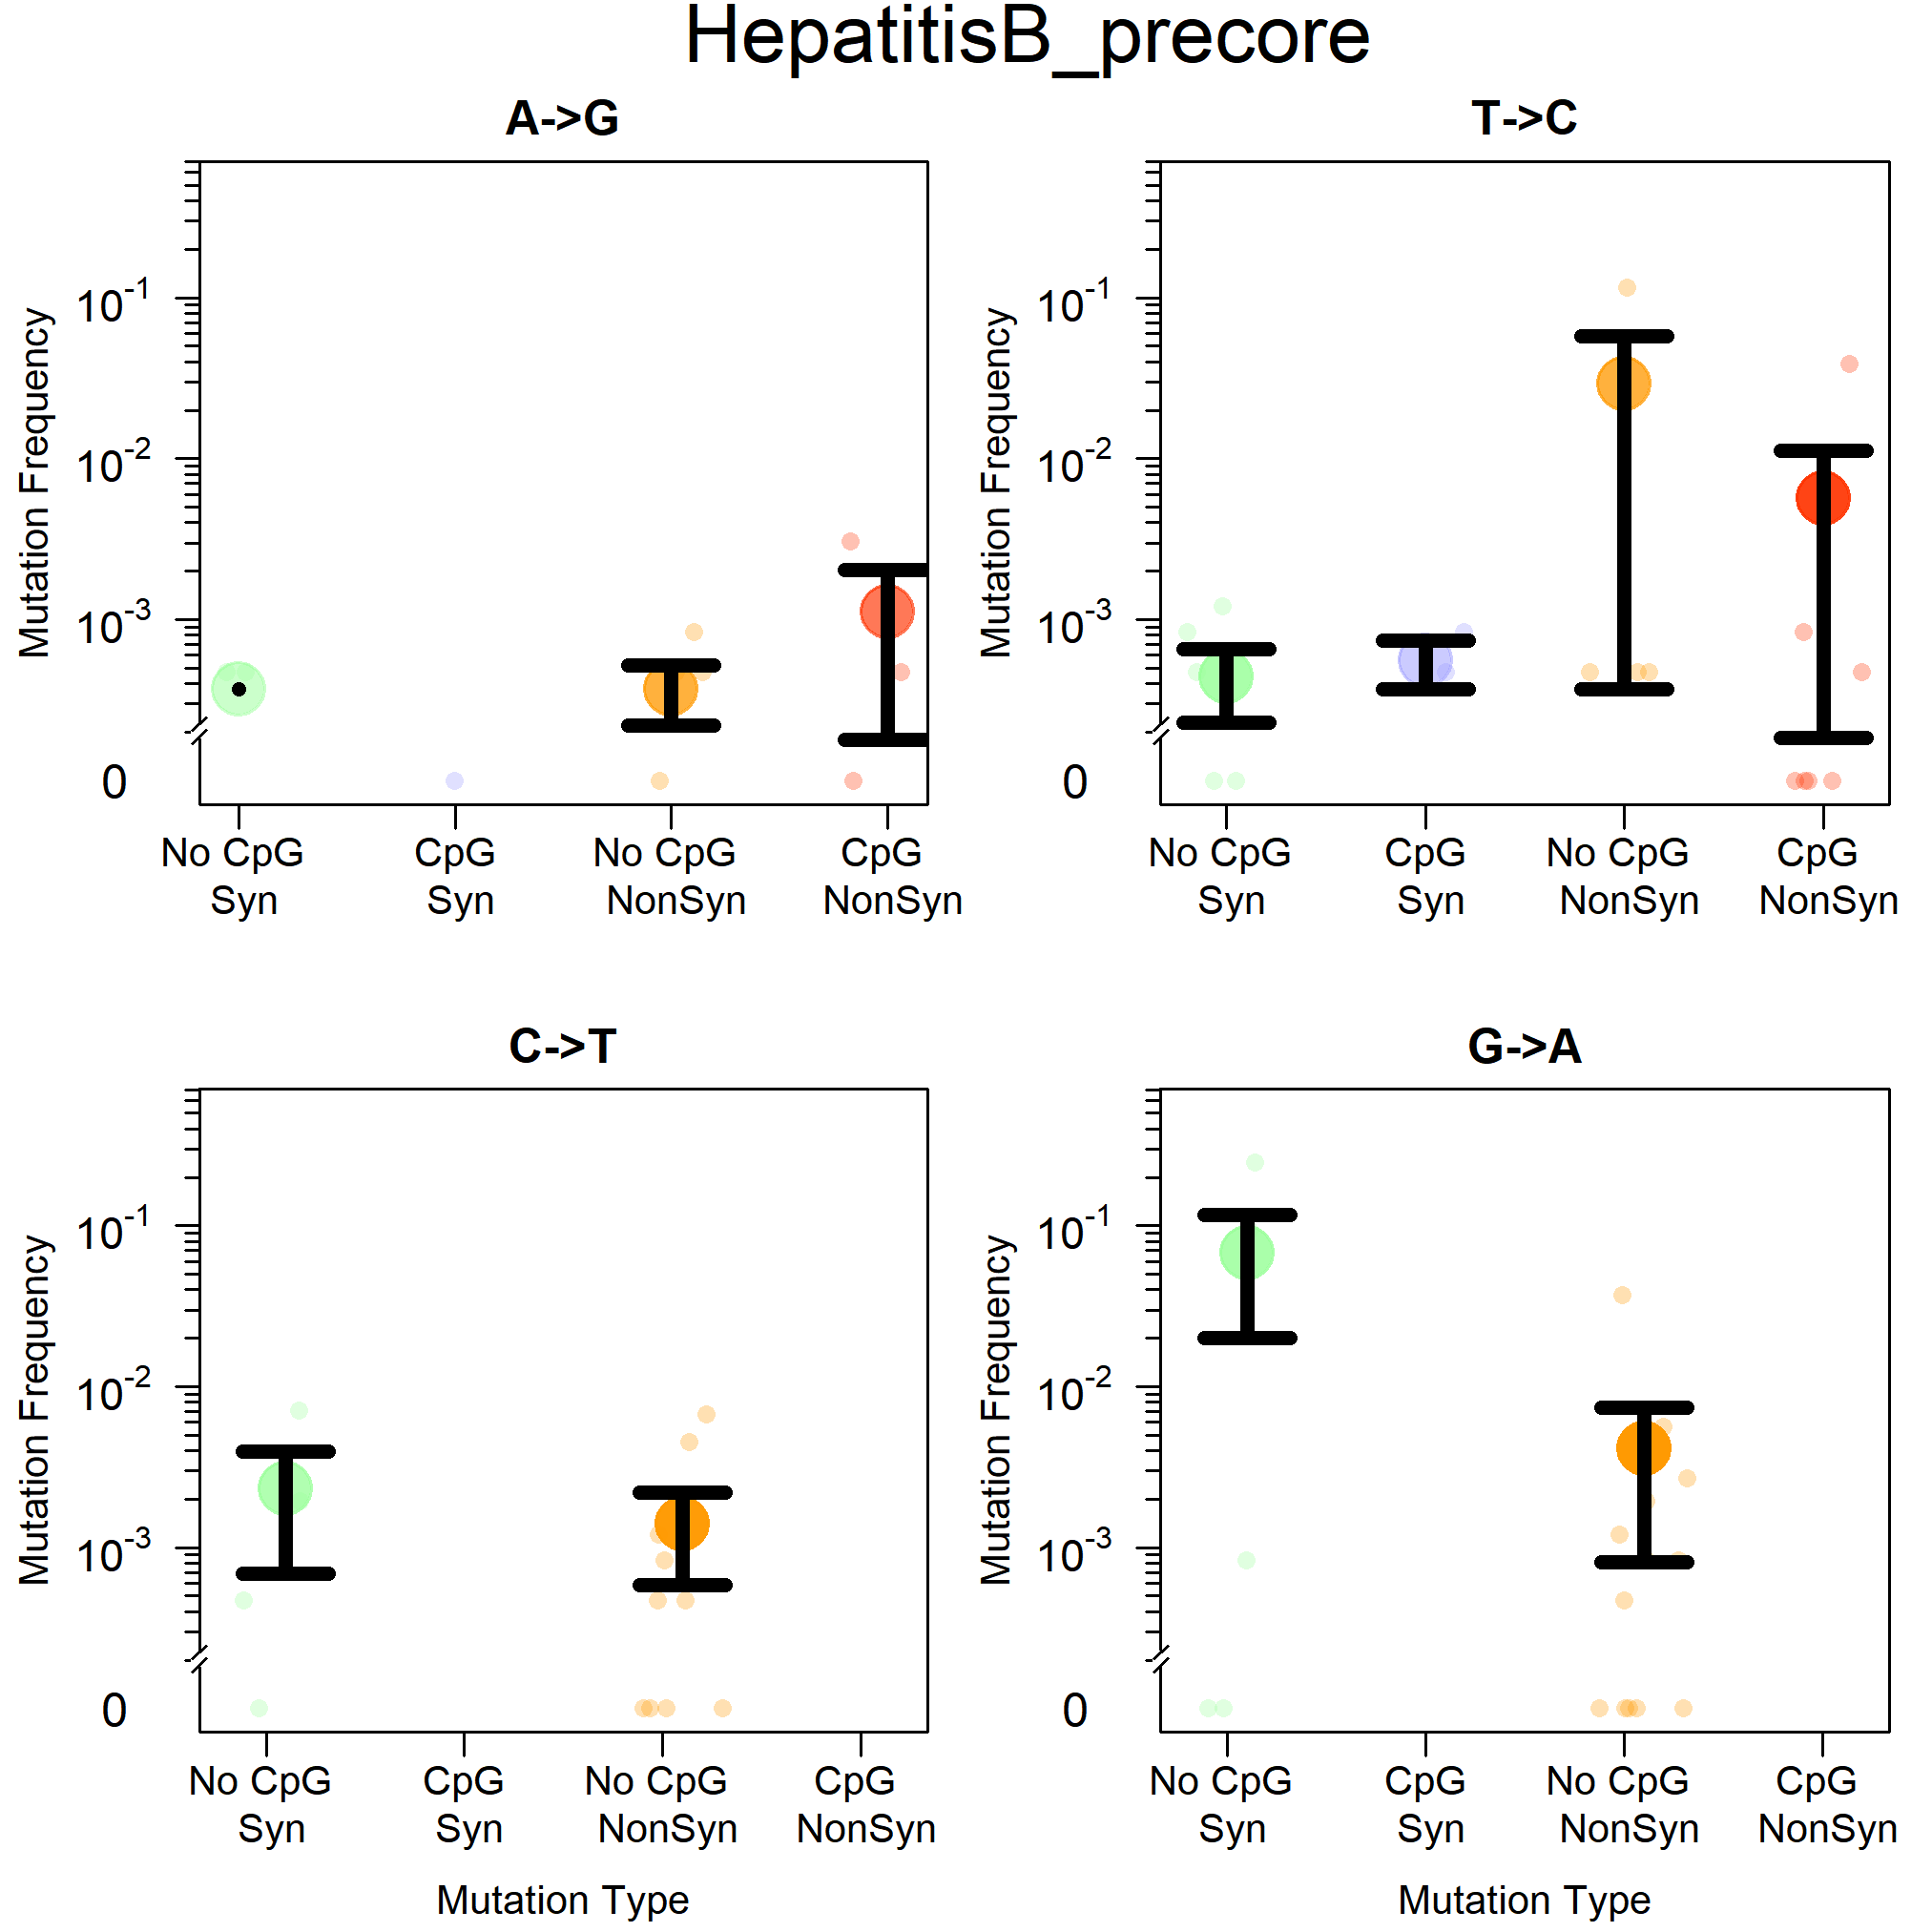 HepatitisB_precore
A->G
Mutation Frequency
10-1
10-2
10-3
0
No CpG CpG No CpG CpG
Syn Syn NonSyn NonSyn
T->C
Mutation Frequency
10-1
10-2
10-3
0
No CpG CpG No CpG CpG
Syn Syn NonSyn NonSyn
C->T
Mutation Frequency
10-1
10-2
10-3
0
No CpG CpG No CpG CpG
Syn Syn NonSyn NonSyn
Mutation Type
G->A
Mutation Frequency
10-1
10-2
10-3
0
No CpG CpG No CpG CpG
Syn Syn NonSyn NonSyn
Mutation Type